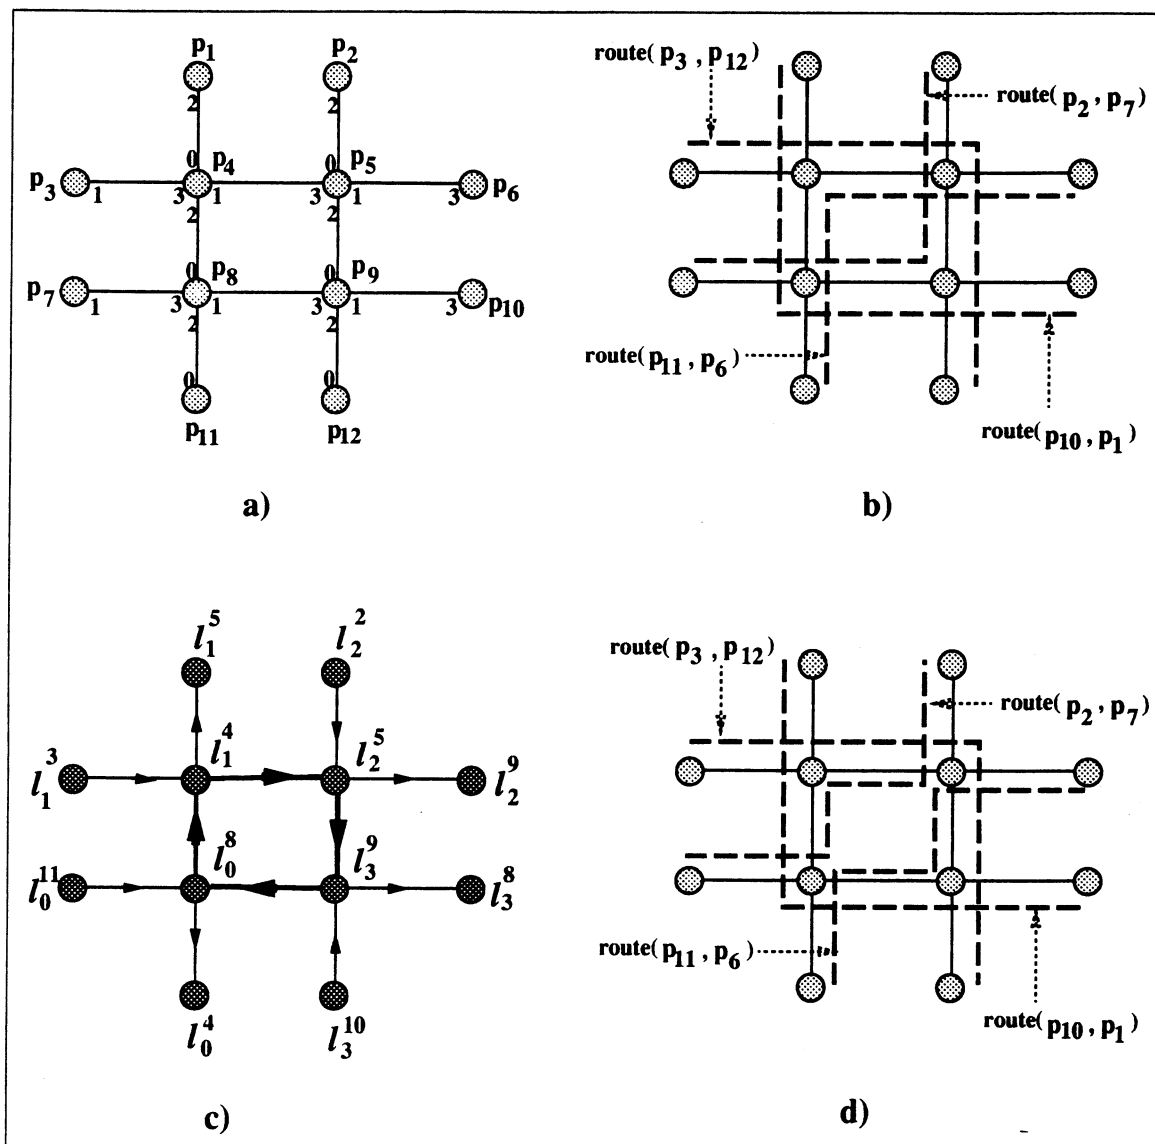 p1 p2
2 2
0 p4 0 p5
p3 1 3 1 3 1 3 p6
2 2
0 p8 0 p9
p7 1 3 1 3 1 3 p10
2 2
0 0
p11 p12
a)
route( p3 , p12)
route( p2 , p7)
route( p11 , p6)
route( p10 , p1)
b)
l1^5 l2^2
l1^4 l2^5
l1^3 l2^9
l0^8 l3^9
l0^11 l3^8
l0^4 l3^10
c)
route( p3 , p12)
route( p2 , p7)
route( p11 , p6)
route( p10 , p1)
d)